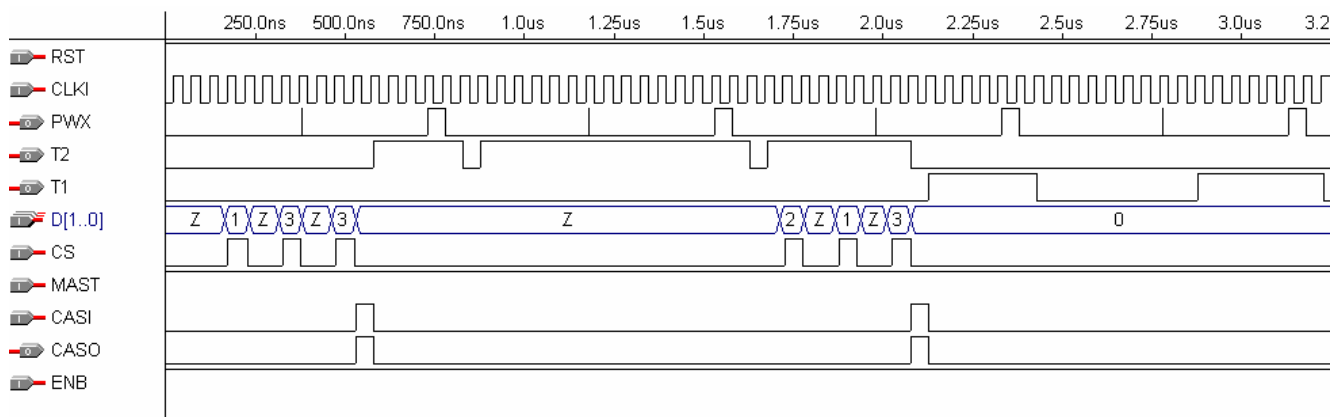 250.0ns 500.0ns 750.0ns 1.0us 1.25us 1.5us 1.75us 2.0us 2.25us 2.5us 2.75us 3.0us 3.2
RST
CLKI
PWX
T2
T1
D[1..0] Z 1 Z 3 Z 3 Z 2 Z 1 Z 3 0
CS
MAST
CASI
CASO
ENB